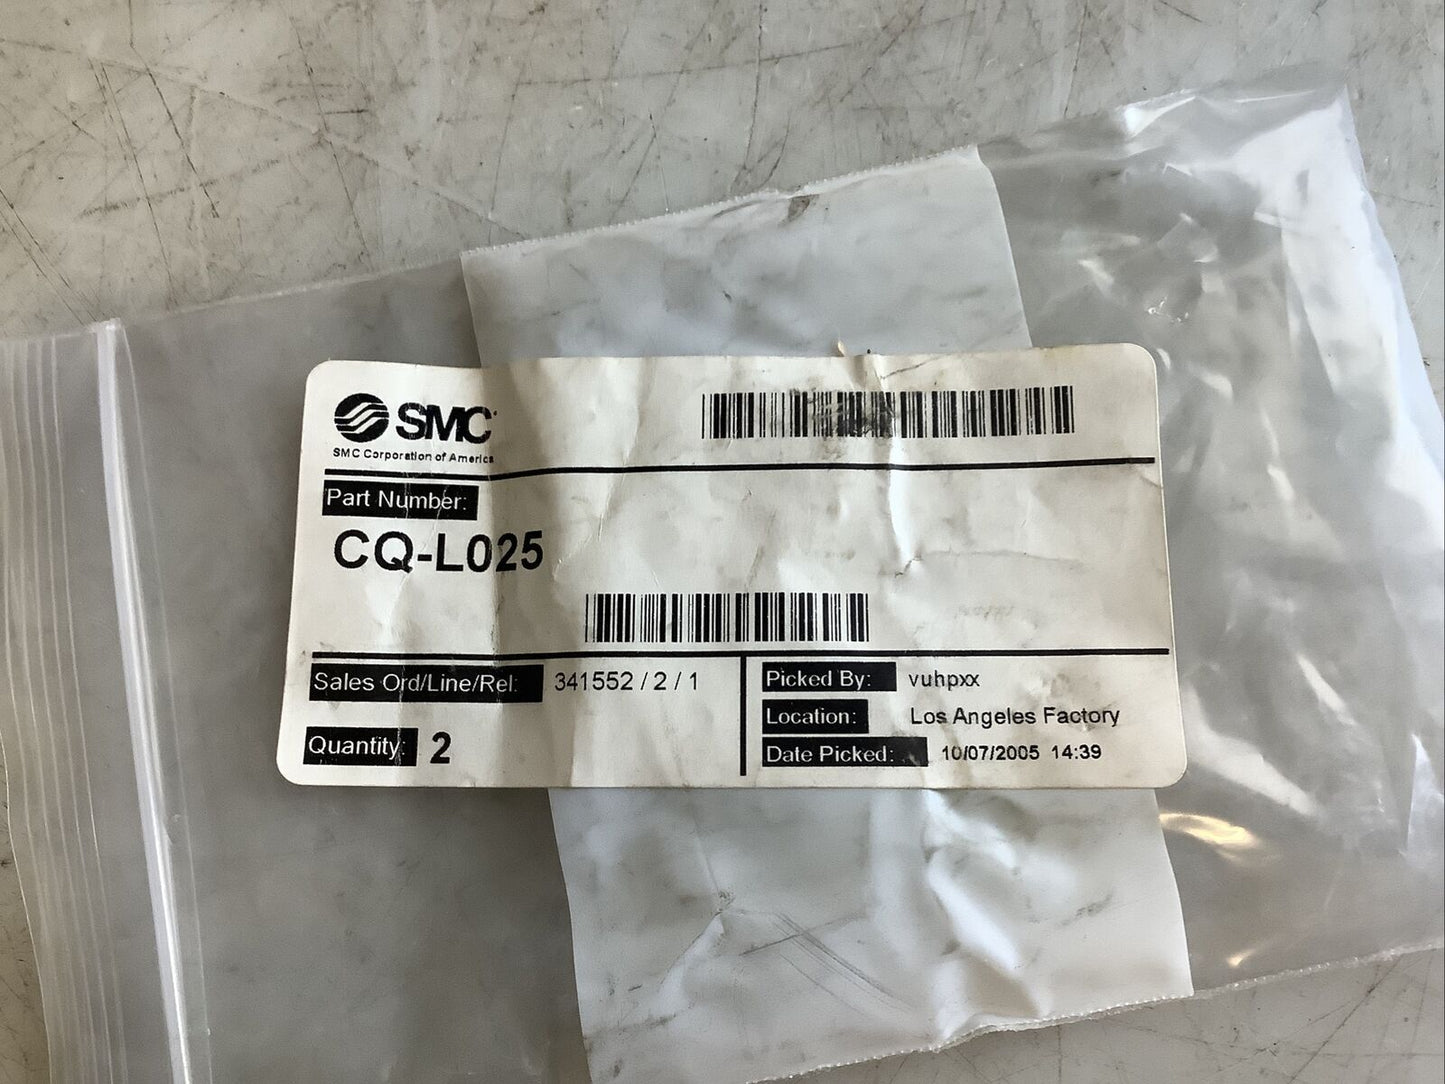 SMC
SMC Corporation of America
Part Number:
CQ-L025
Sales Ord/Line/Rel: 341552 / 2 / 1
Quantity: 2
Picked By: vuhpxx
Location: Los Angeles Factory
Date Picked: 10/07/2005 14:39